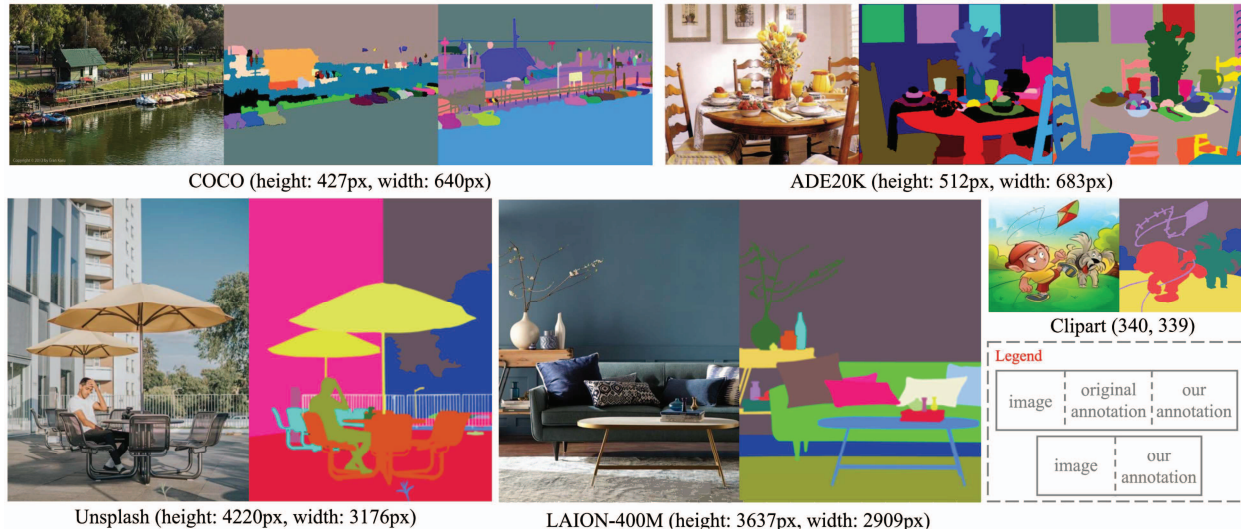 COCO (height: 427px, width: 640px)
ADE20K (height: 512px, width: 683px)
Unsplash (height: 4220px, width: 3176px)
LAION-400M (height: 3637px, width: 2909px)
Clipart (340, 339)
Legend
image
original
annotation
our
annotation
image
our
annotation